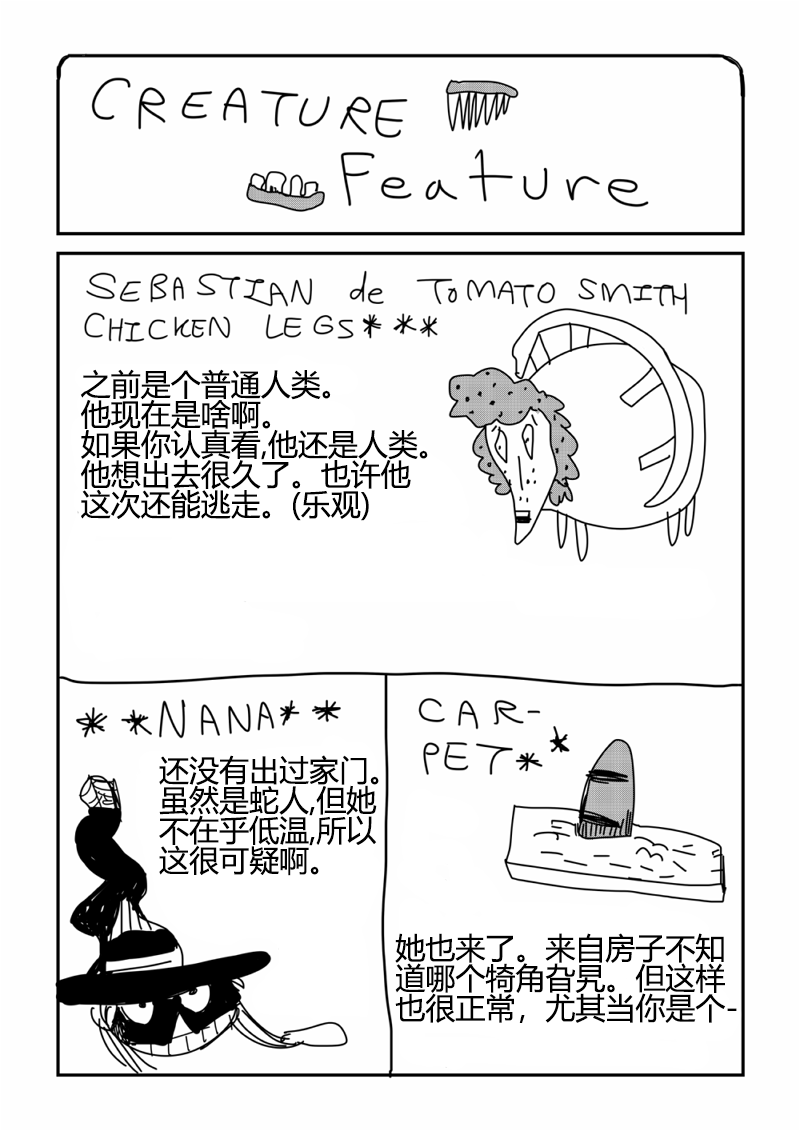 CREATURE
Feature
SEBASTIAN de TOMATO SMITH
CHICKEN LEGS***
之前是个普通人类。
他现在是啥啊。
如果你认真看,他还是人类。
他想出去很久了。也许他
这次还能逃走。(乐观)
**NANA**
还没有出过家门。
虽然是蛇人,但她
不在乎低温,所以
这很可疑啊。
CAR-
PET**
她也来了。来自房子不知
道哪个犄角旮旯。但这样
也很正常，尤其当你是个-